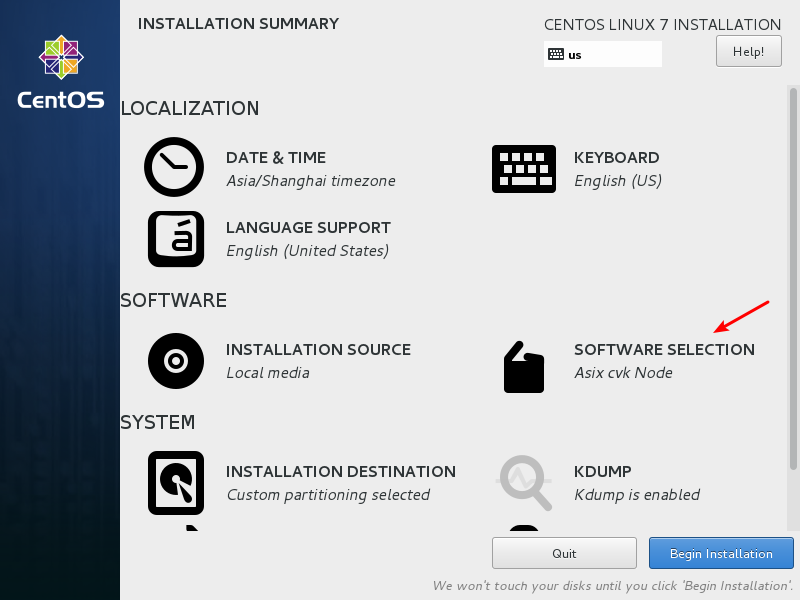 INSTALLATION SUMMARY
CENTOS LINUX 7 INSTALLATION
us
Help!
CentOS
LOCALIZATION
DATE & TIME
Asia/Shanghai timezone
KEYBOARD
English (US)
á
LANGUAGE SUPPORT
English (United States)
SOFTWARE
INSTALLATION SOURCE
Local media
SOFTWARE SELECTION
Asix cvk Node
SYSTEM
INSTALLATION DESTINATION
Custom partitioning selected
KDUMP
Kdump is enabled
Quit
Begin Installation
We won't touch your disks until you click 'Begin Installation'.